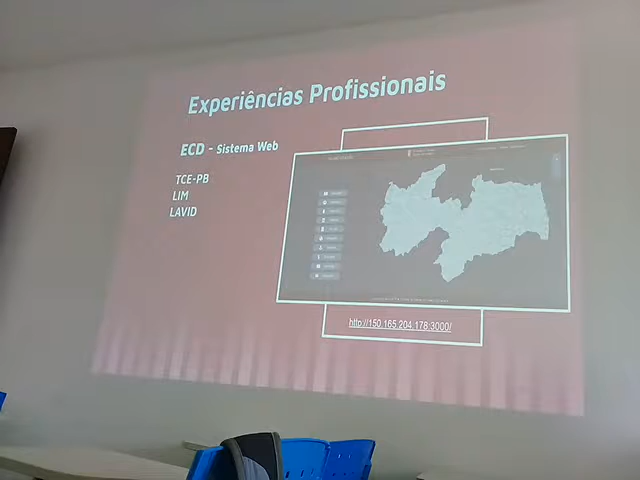 Experiências Profissionais
ECD - Sistema Web
TCE-PB
LIM
LAVID
http://150.165.204.178:3000/